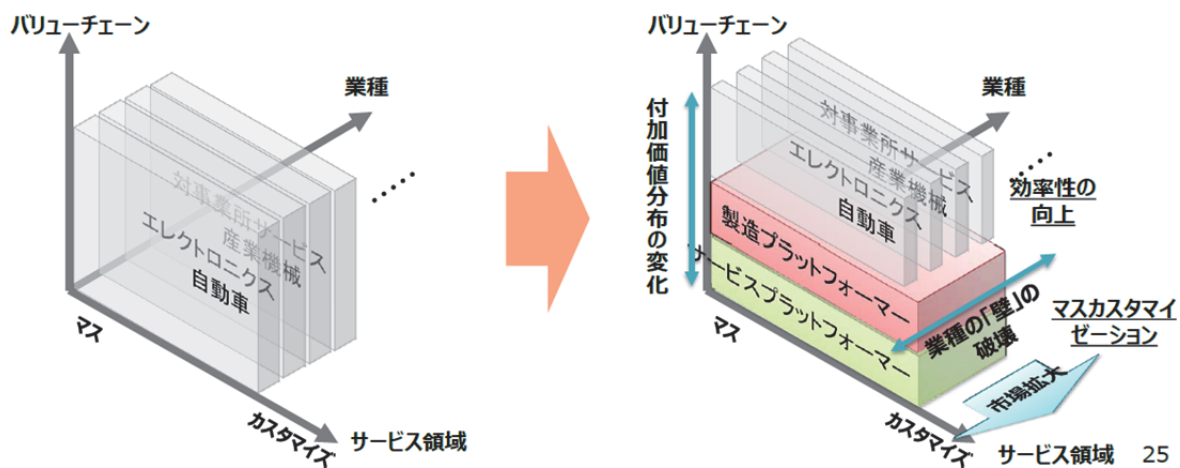 バリューチェーン
業種
対事業所サービス
産業機械
エレクトロニクス
自動車
‥‥
マス
カスタマイズ
サービス領域
バリューチェーン
業種
付加価値分布の変化
対事業所サービス
産業機械
エレクトロニクス
自動車
‥‥
効率性の
向上
製造プラットフォーマー
サービスプラットフォーマー
業種の「壁」の
破壊
マスカスタマイ
ゼーション
市場拡大
マス
カスタマイズ
サービス領域 25